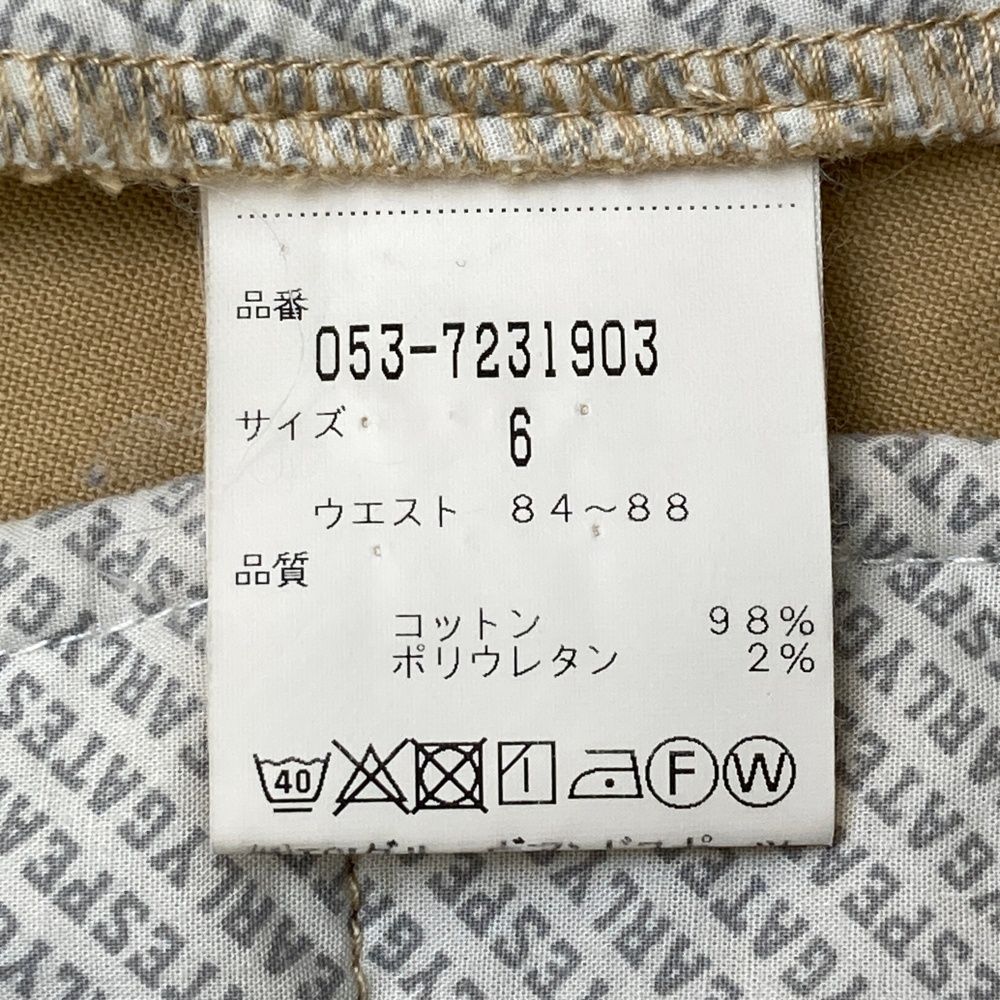 品番
053-7231903
サイズ 6
ウエスト 84~88
品質
コットン 98%
ポリウレタン 2%
40 F W